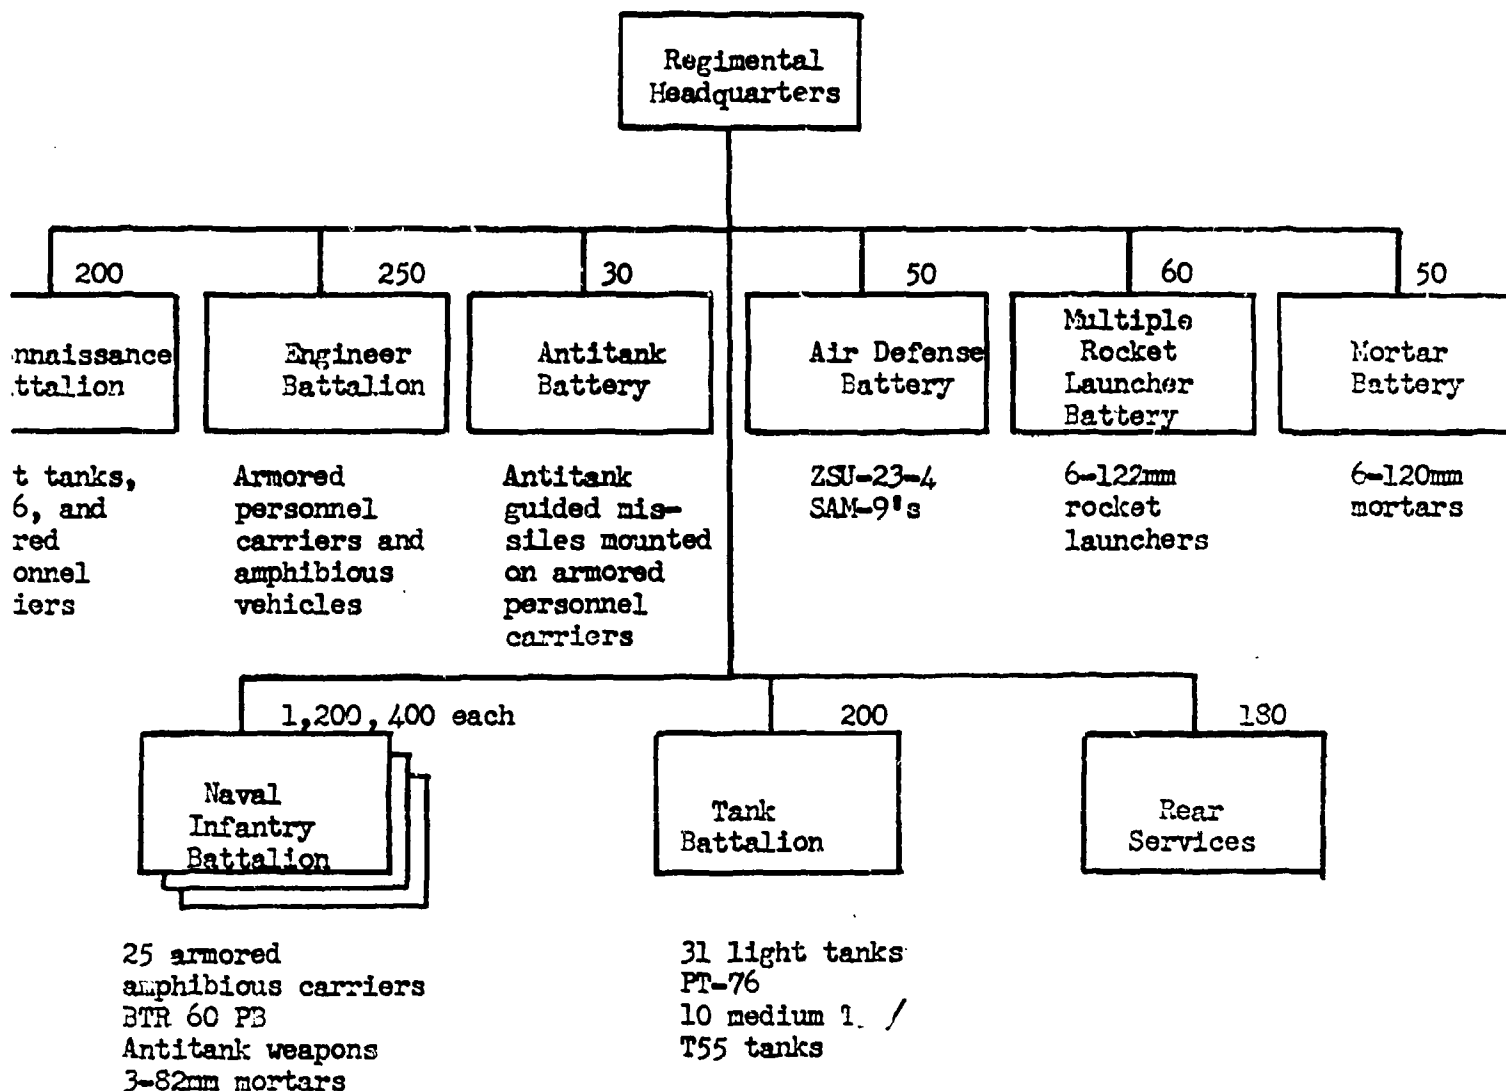 Regimental
Headquarters
200
250
30
50
60
50
nnaissance
ttalion
Engineer
Battalion
Antitank
Battery
Air Defense
Battery
Multiple
Rocket
Launcher
Battery
Mortar
Battery
t tanks,
6, and
red
onnel
iers
Armored
personnel
carriers and
amphibious
vehicles
Antitank
guided mis-
siles mounted
on armored
personnel
carriers
ZSU-23-4
SAM-9's
6-122mm
rocket
launchers
6-120mm
mortars
1,200, 400 each
200
180
Naval
Infantry
Battalion
Tank
Battalion
Rear
Services
25 armored
amphibious carriers
BTR 60 PB
Antitank weapons
3-82mm mortars
31 light tanks
PT-76
10 medium
T55 tanks